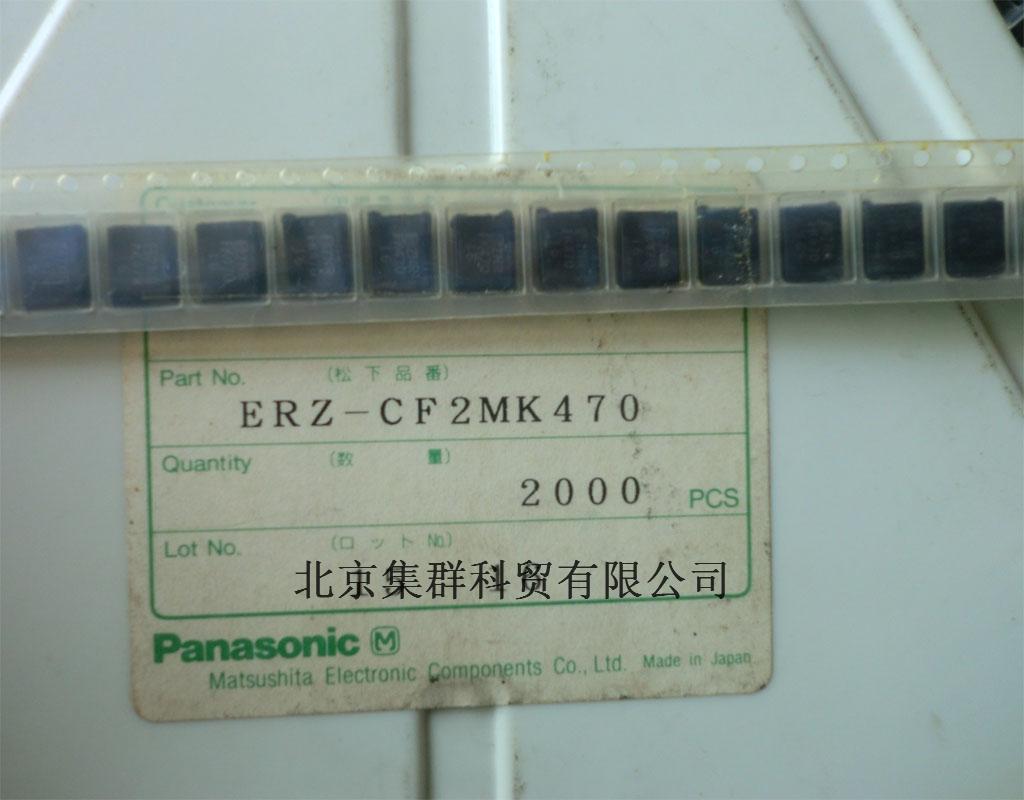 Part No. (松下品番)
ERZ-CF2MK470
Quantity (数 量)
2000 PCS
Lot No. (ロット No.)
北京集群科贸有限公司
Panasonic M
Matsushita Electronic Components Co., Ltd. Made in Japan